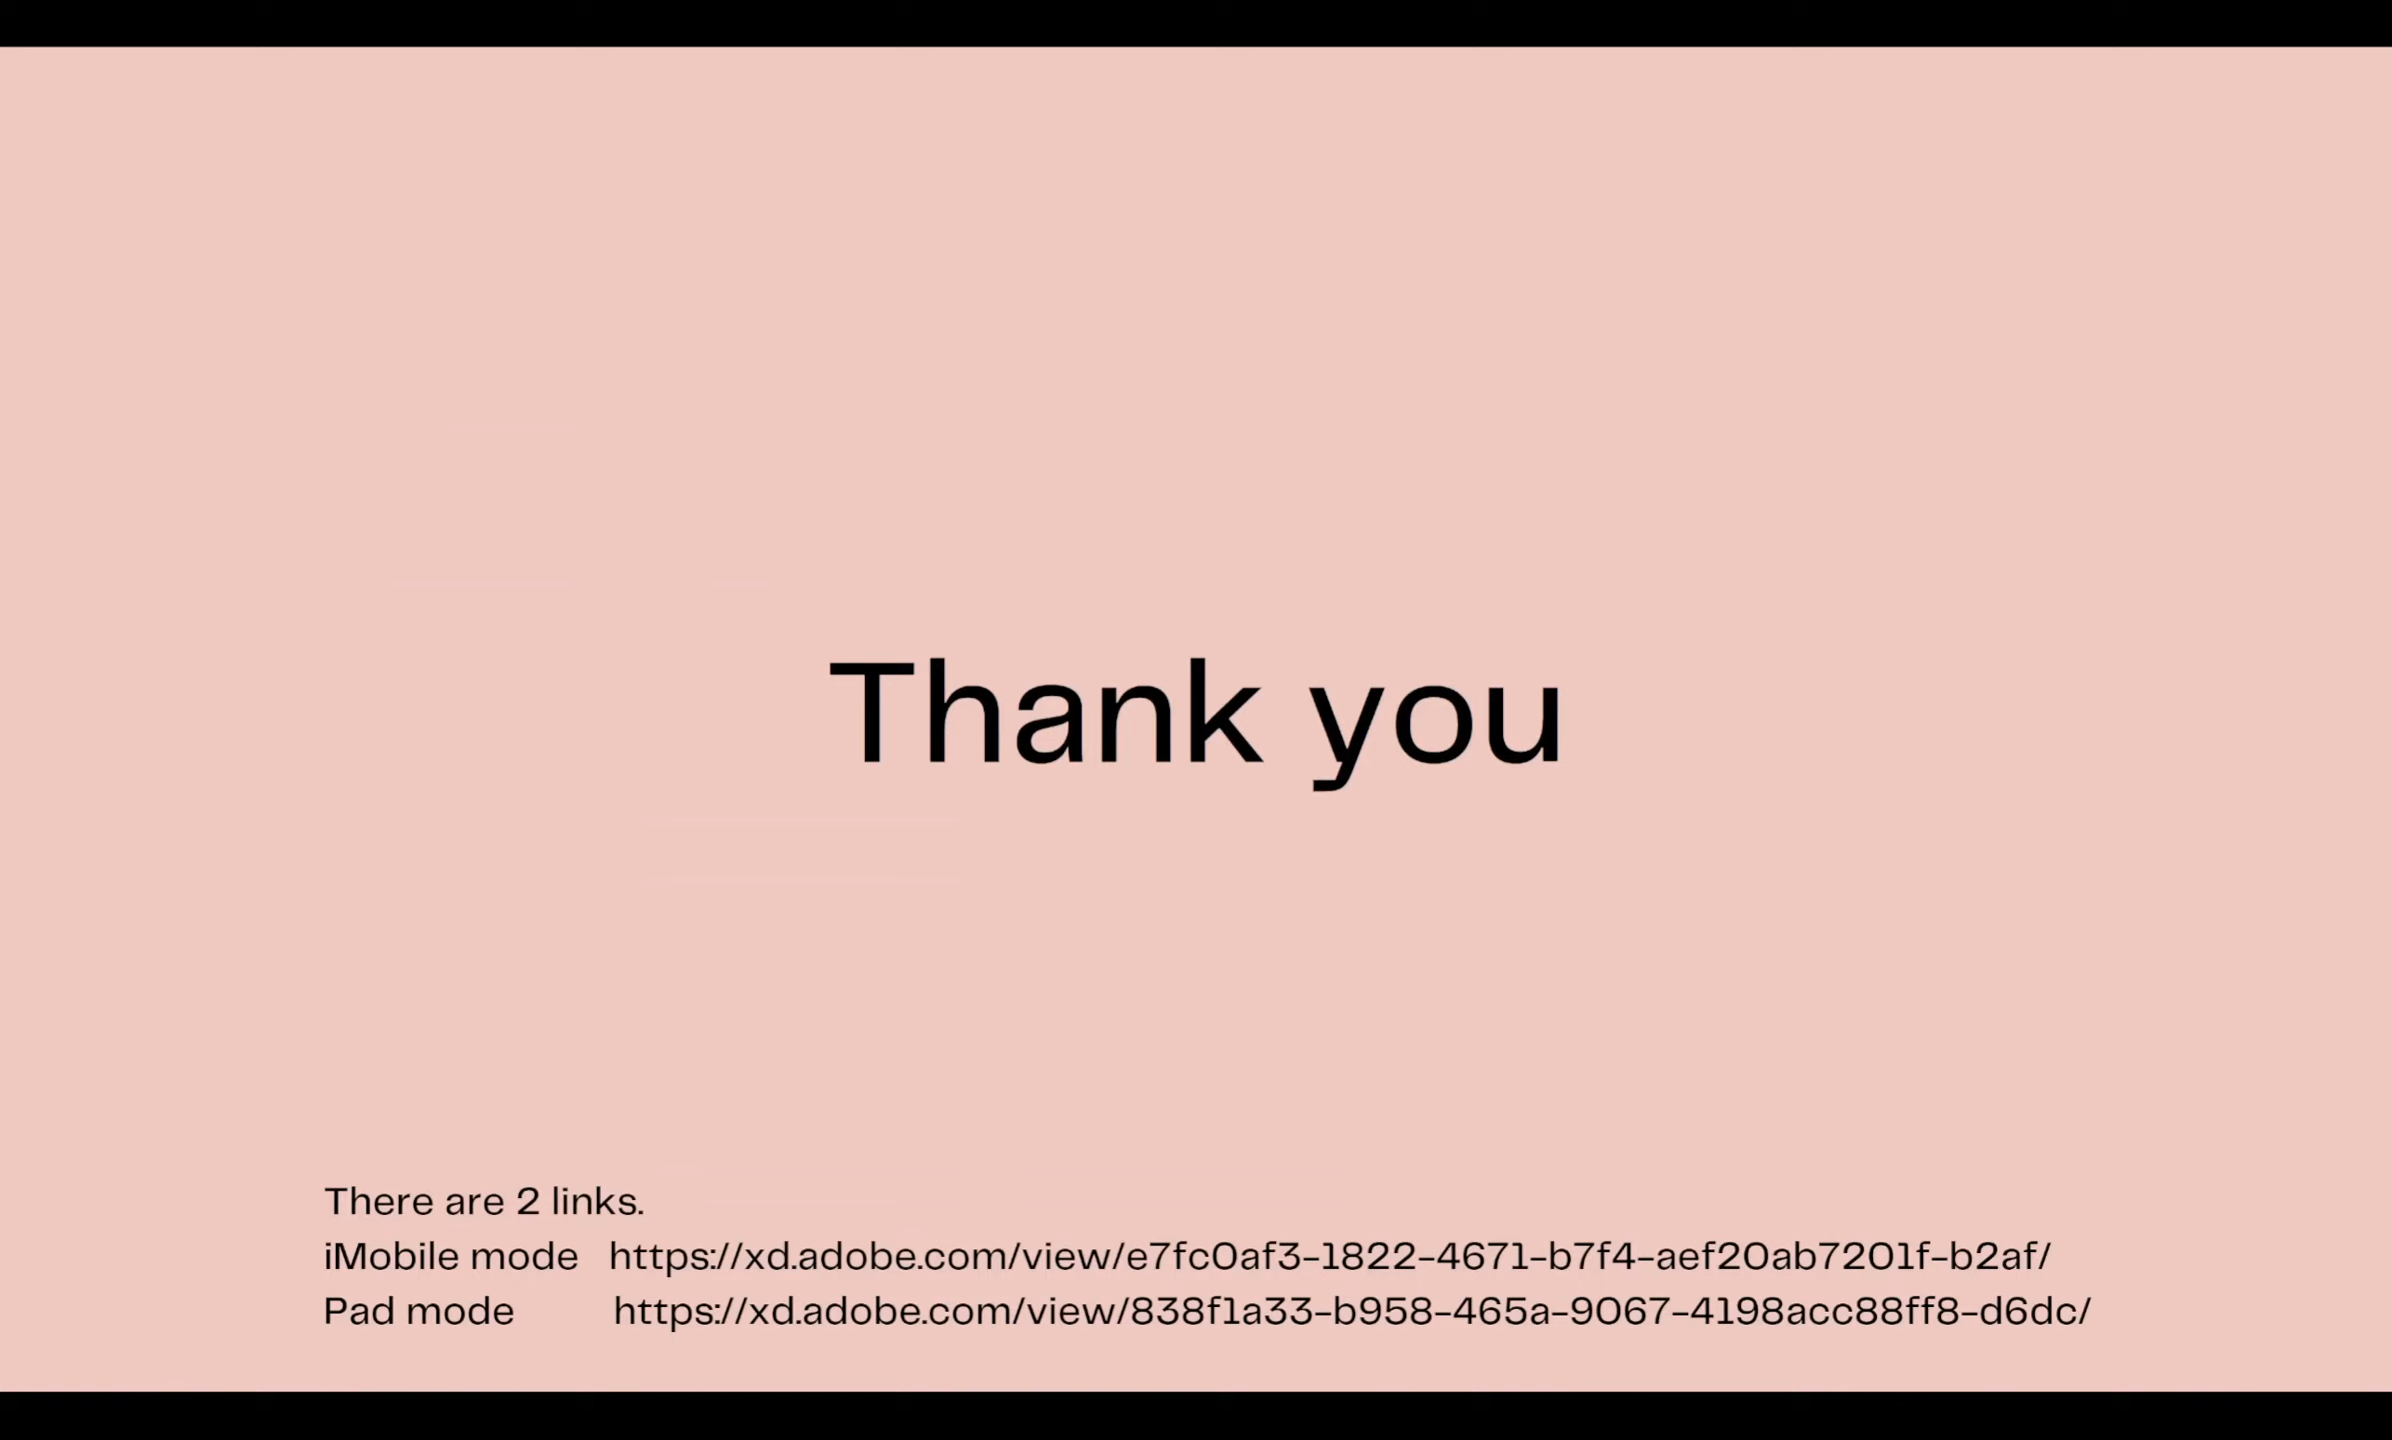 Thank you
There are 2 links.
iMobile mode https://xd.adobe.com/view/e7fc0af3-1822-4671-b7f4-aef20ab7201f-b2af/
Pad mode https://xd.adobe.com/view/838f1a33-b958-465a-9067-4198acc88ff8-d6dc/